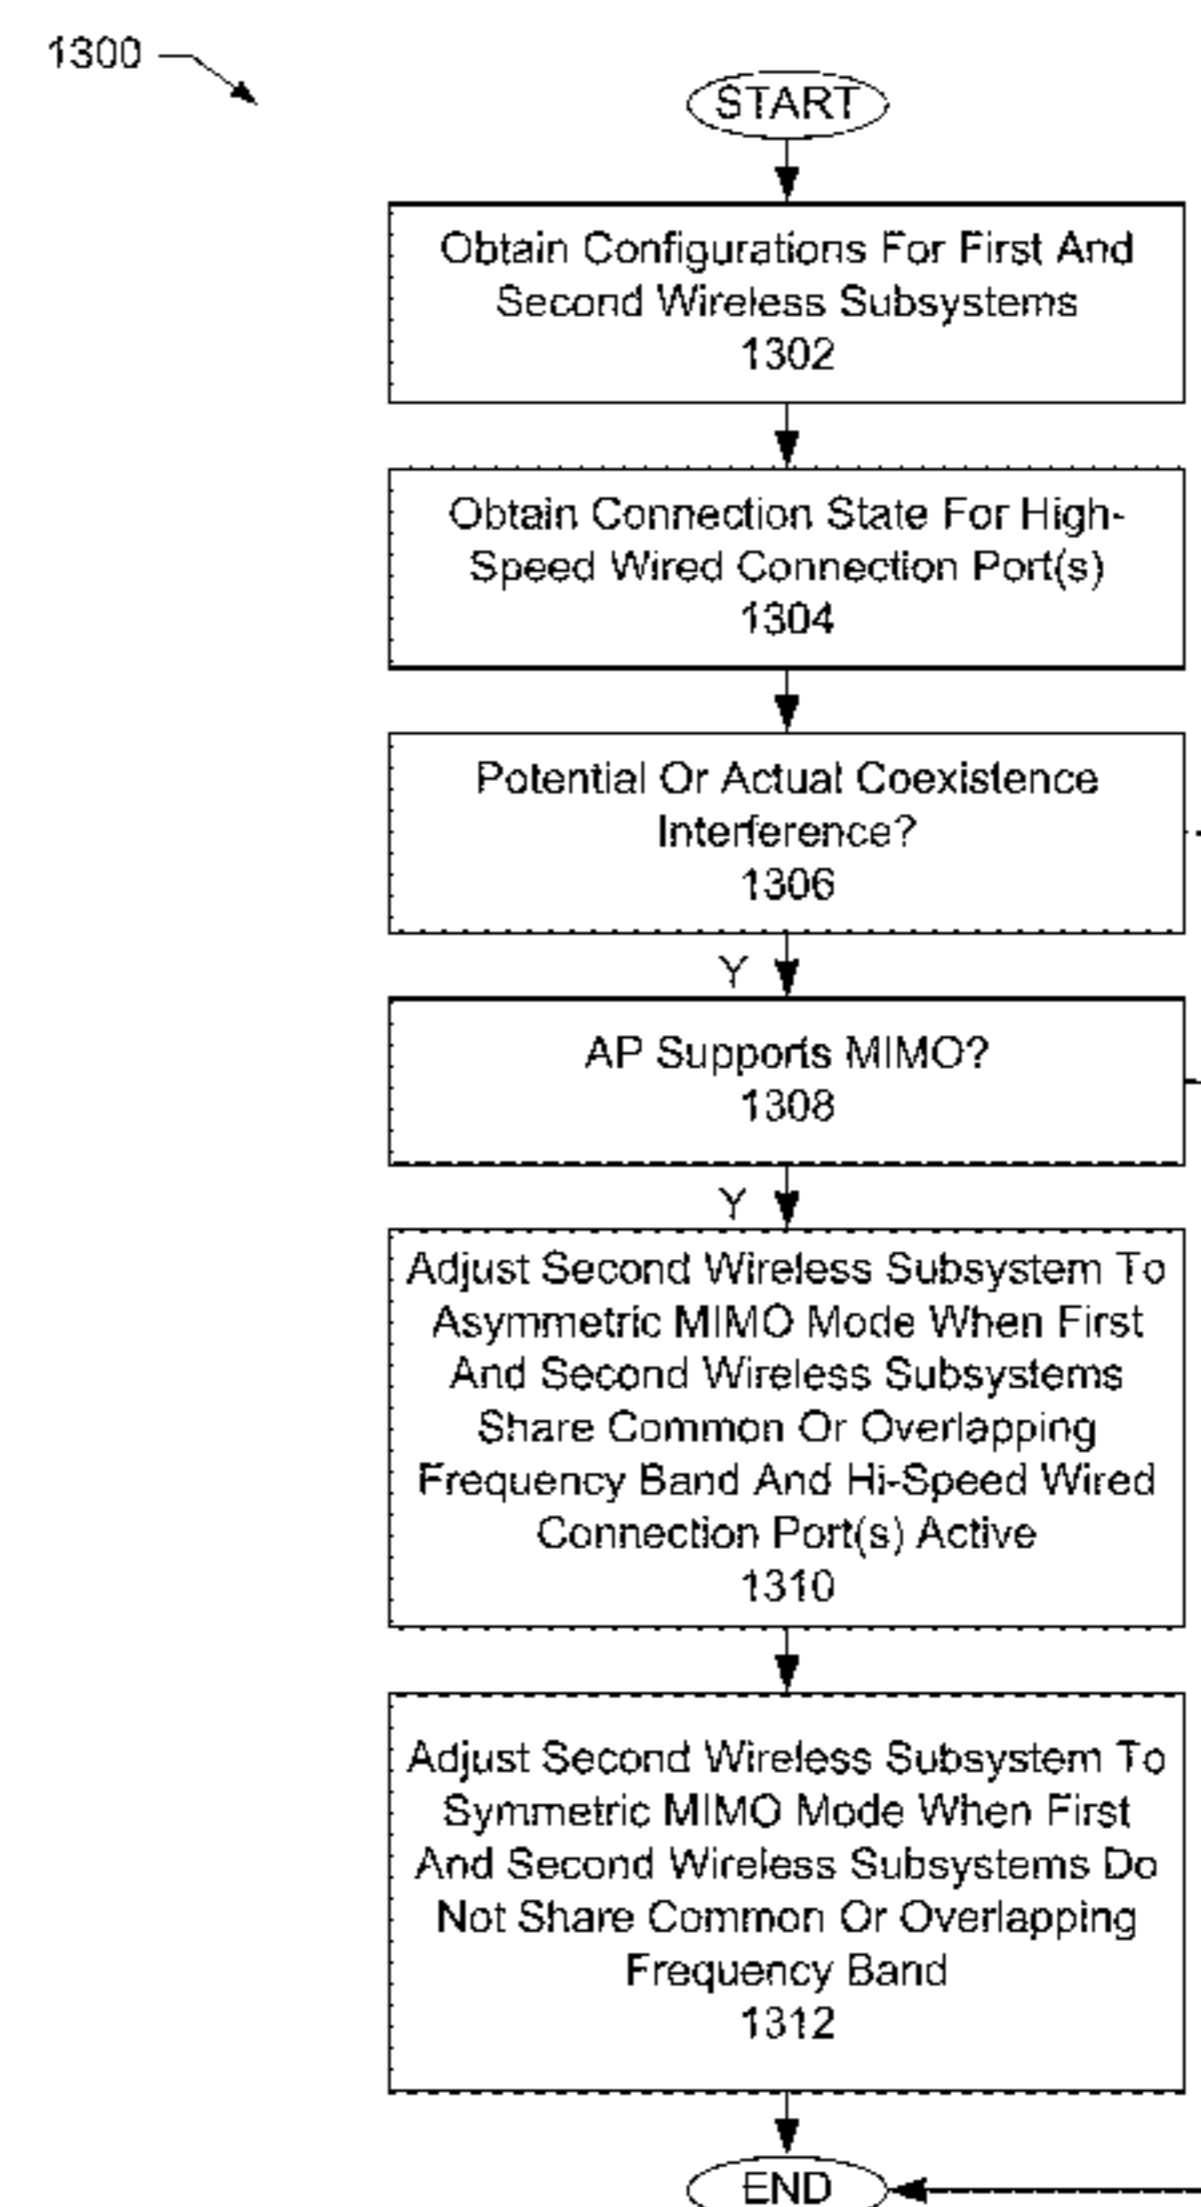 1300
START
Obtain Configurations For First And
Second Wireless Subsystems
1302
Obtain Connection State For High-
Speed Wired Connection Port(s)
1304
Potential Or Actual Coexistence
Interference?
1306
Y
AP Supports MIMO?
1308
Y
Adjust Second Wireless Subsystem To
Asymmetric MIMO Mode When First
And Second Wireless Subsystems
Share Common Or Overlapping
Frequency Band And Hi-Speed Wired
Connection Port(s) Active
1310
Adjust Second Wireless Subsystem To
Symmetric MIMO Mode When First
And Second Wireless Subsystems Do
Not Share Common Or Overlapping
Frequency Band
1312
END